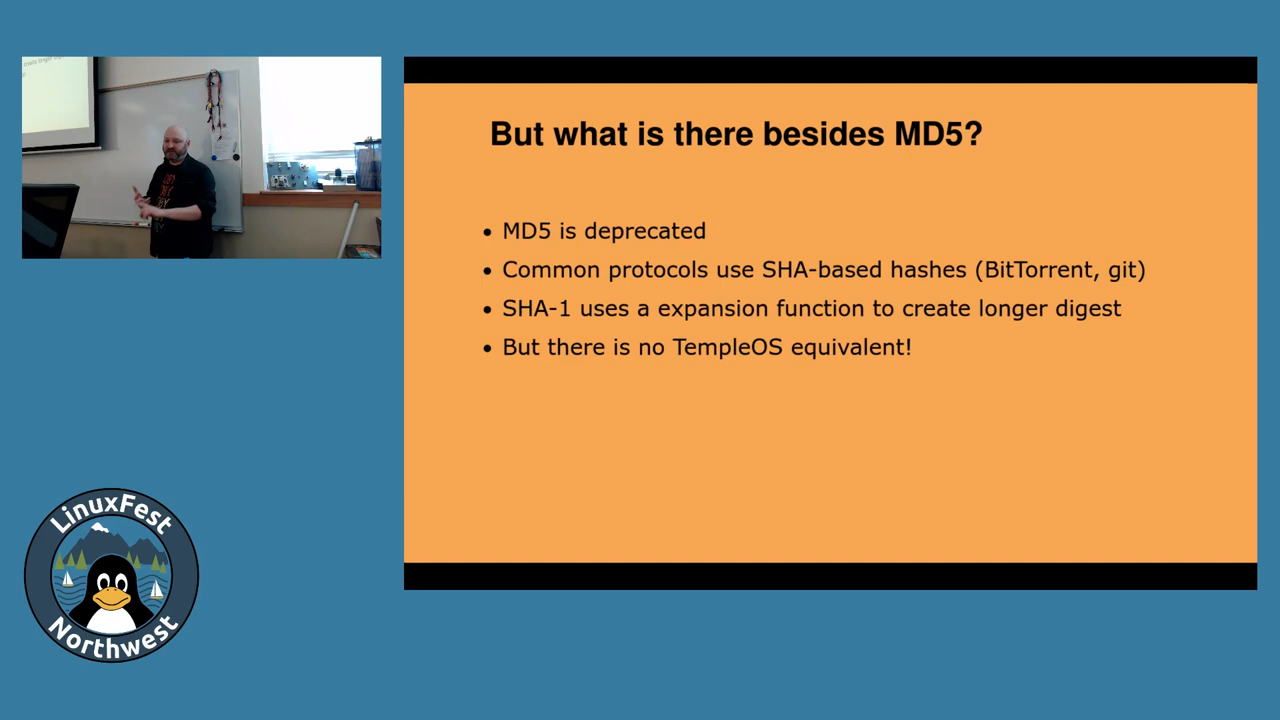 But what is there besides MD5?
• MD5 is deprecated
• Common protocols use SHA-based hashes (BitTorrent, git)
• SHA-1 uses a expansion function to create longer digest
• But there is no TempleOS equivalent!
LinuxFest
Northwest